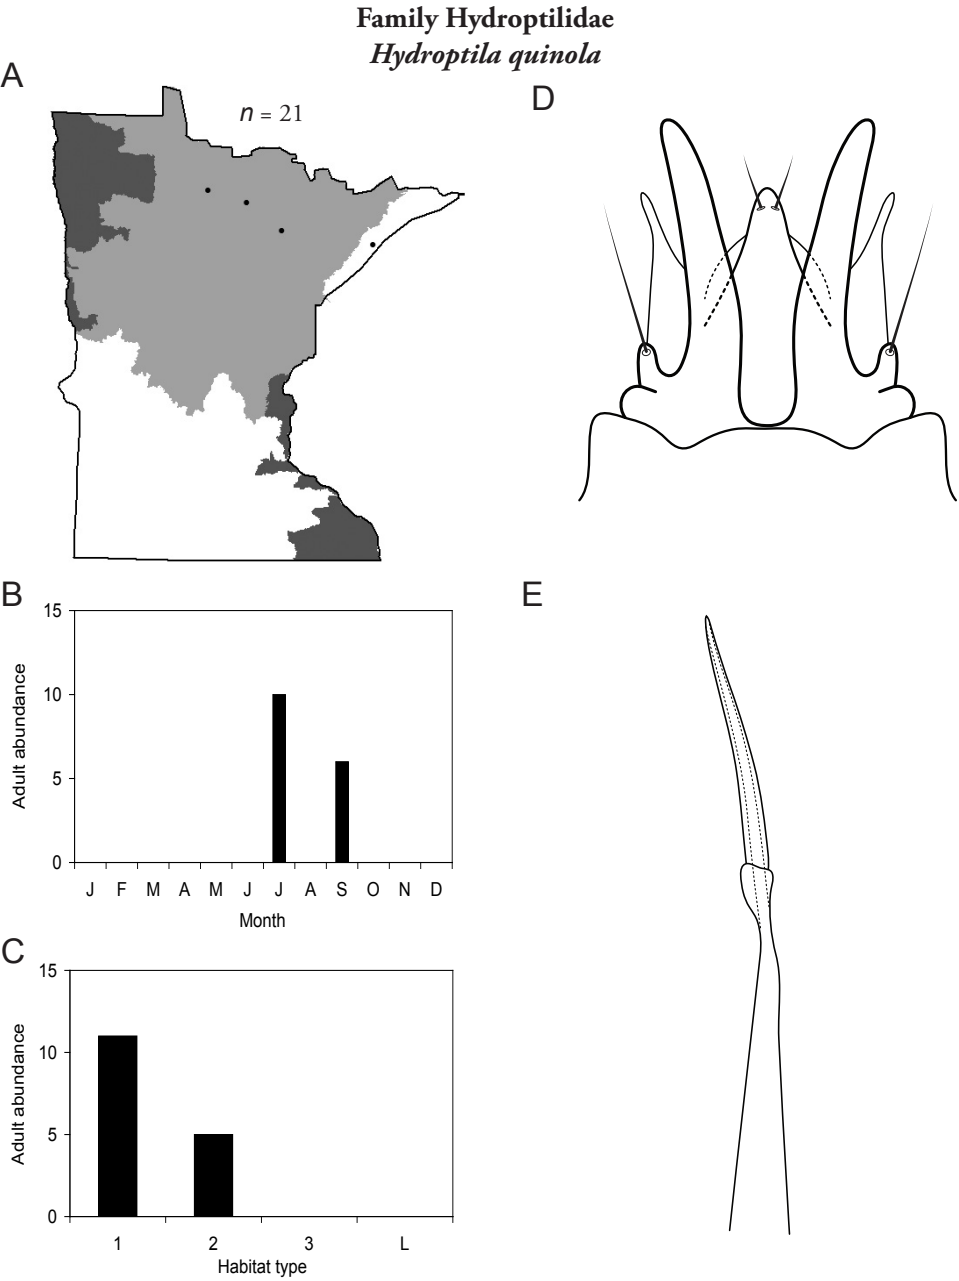 Family Hydroptilidae
Hydroptila quinola
A
n = 21
D
B
15
10
5
0
Adult abundance
J F M A M J J A S O N D
Month
E
C
15
10
5
0
Adult abundance
1 2 3 L
Habitat type